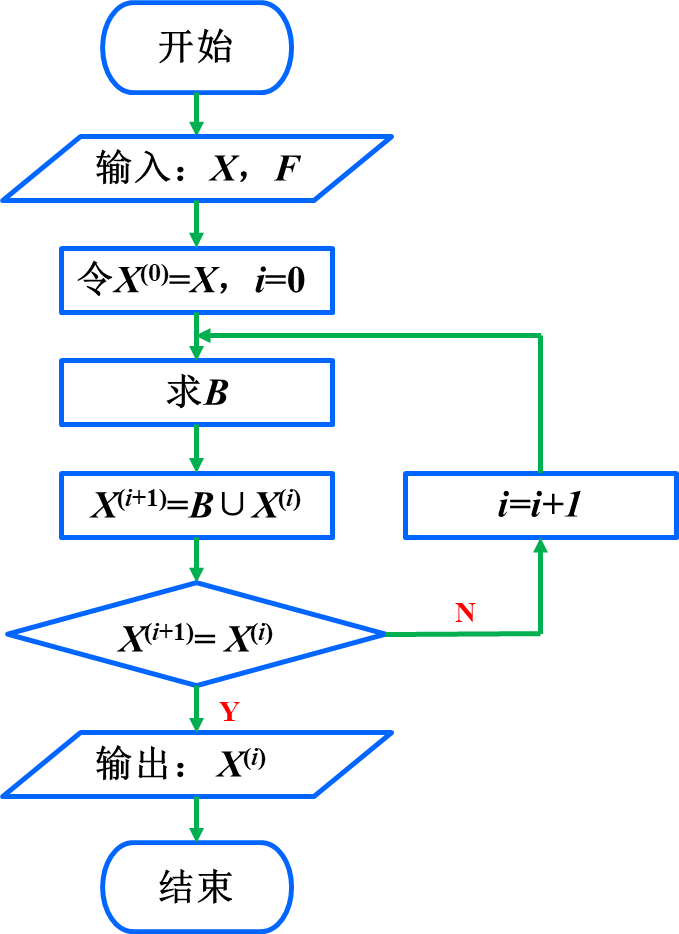 开始
输入：X，F
令X(0)=X，i=0
求B
X(i+1)=B∪X(i)
i=i+1
X(i+1)= X(i)
N
Y
输出： X(i)
结束